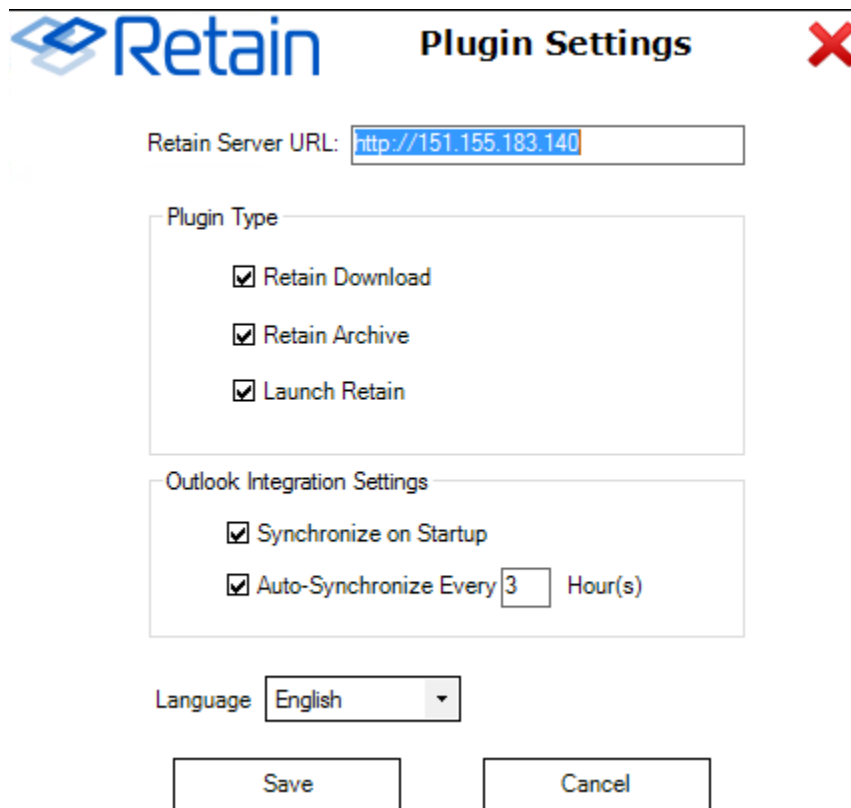 Retain Plugin Settings
Retain Server URL: http://151.155.183.140
Plugin Type
Retain Download
Retain Archive
Launch Retain
Outlook Integration Settings
Synchronize on Startup
Auto-Synchronize Every 3 Hour(s)
Language English
Save Cancel